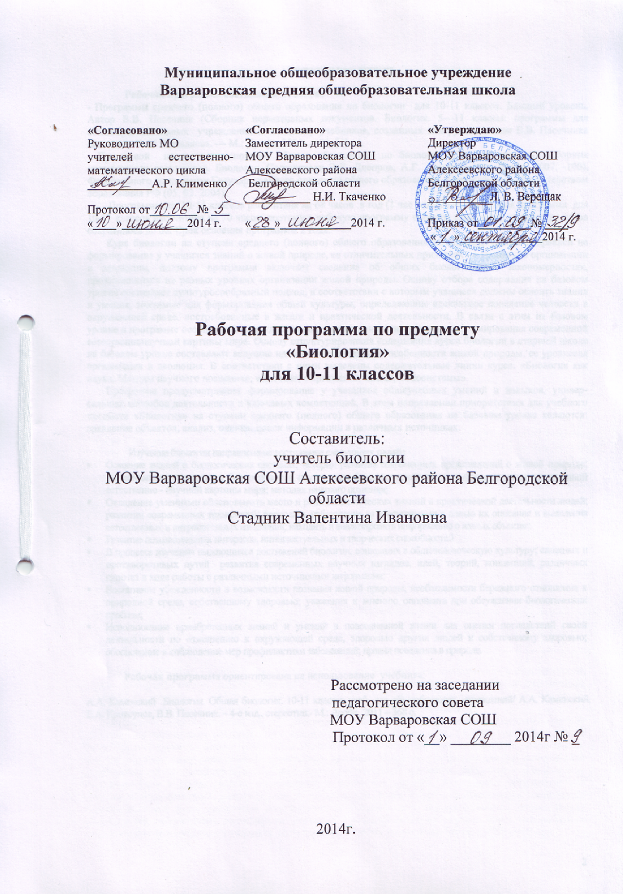 Муниципальное общеобразовательное учреждение
Варваровская средняя общеобразовательная школа
«Согласовано»
Руководитель МО
учителей естественно-
математического цикла
А.Р. Клименко
Протокол от 10.06 № 5
« 10 » июня 2014 г.
«Согласовано»
Заместитель директора
МОУ Варваровская СОШ
Алексеевского района
Белгородской области
Н.И. Ткаченко
« 28 » июня 2014 г.
«Утверждаю»
Директор
МОУ Варваровская СОШ
Алексеевского района
Белгородской области
Л. В. Верещак
Приказ от 01.09 № 32/9
« 1 » сентября 2014 г.
Рабочая программа по предмету
«Биология»
для 10-11 классов
Составитель:
учитель биологии
МОУ Варваровская СОШ Алексеевского района Белгородской
области
Стадник Валентина Ивановна
Рассмотрено на заседании
педагогического совета
МОУ Варваровская СОШ
Протокол от « 1 » 09 2014г № 9
2014г.